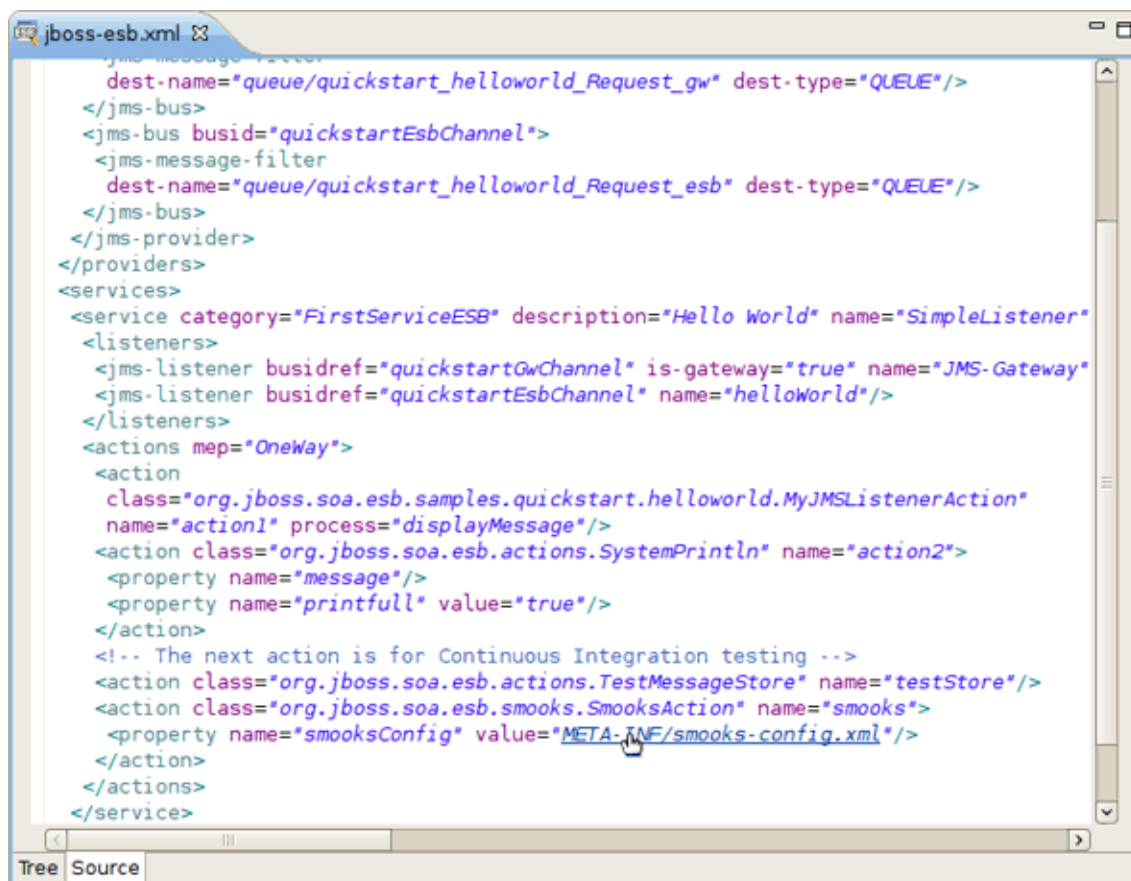 jboss-esb.xml
<jms-message-filter
dest-name="queue/quickstart_helloworld_Request_gw" dest-type="QUEUE"/>
</jms-bus>
<jms-bus busid="quickstartEsbChannel">
<jms-message-filter
dest-name="queue/quickstart_helloworld_Request_esb" dest-type="QUEUE"/>
</jms-bus>
</jms-provider>
</providers>
<services>
<service category="FirstServiceESB" description="Hello World" name="SimpleListener"
<listeners>
<jms-listener busidref="quickstartGwChannel" is-gateway="true" name="JMS-Gateway"
<jms-listener busidref="quickstartEsbChannel" name="helloWorld"/>
</listeners>
<actions mep="OneWay">
<action
class="org.jboss.soa.esb.samples.quickstart.helloworld.MyJMSListenerAction"
name="action1" process="displayMessage"/>
<action class="org.jboss.soa.esb.actions.SystemPrintln" name="action2">
<property name="message"/>
<property name="printfull" value="true"/>
</action>
<!-- The next action is for Continuous Integration testing -->
<action class="org.jboss.soa.esb.actions.TestMessageStore" name="testStore"/>
<action class="org.jboss.soa.esb.smooks.SmooksAction" name="smooks">
<property name="smooksConfig" value="META-INF/smooks-config.xml"/>
</action>
</actions>
</service>
Tree Source